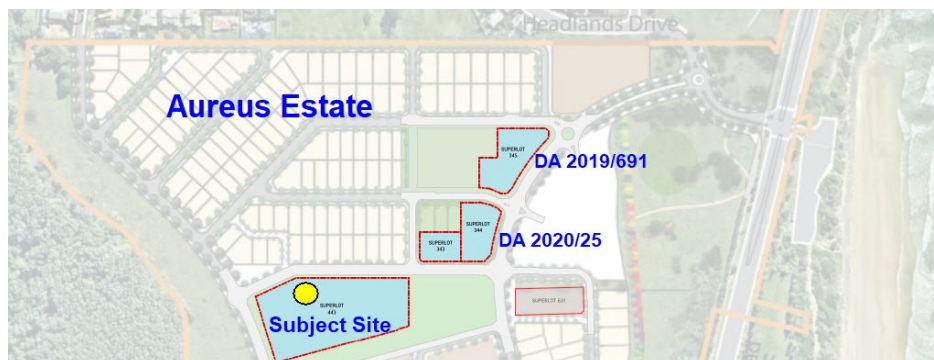 Headlands Drive
Aureus Estate
SUPERLOT
345
DA 2019/691
SUPERLOT
344
SUPERLOT
343
DA 2020/25
SUPERLOT
443
Subject Site
SUPERLOT 631